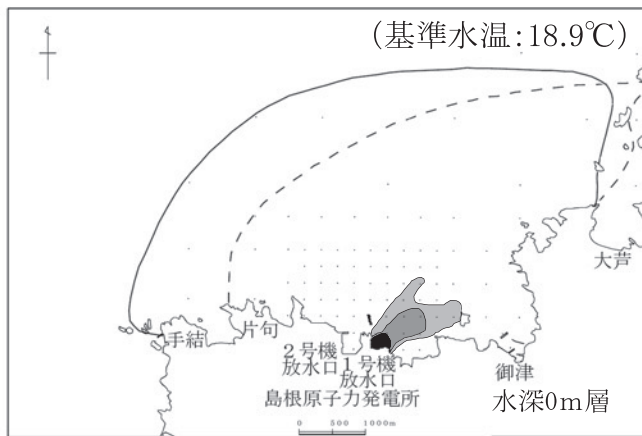 (基準水温:18.9℃)
大芦
手結
片句
2号機
放水口
1号機
放水口
御津
島根原子力発電所
水深0m層
0 500 1000m